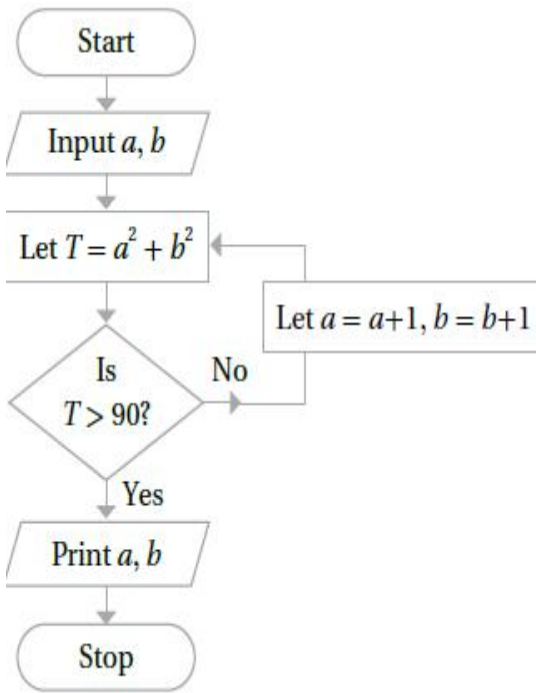 Start
Input a, b
Let T = a² + b²
Let a = a+1, b = b+1
Is
T > 90?
No
Yes
Print a, b
Stop